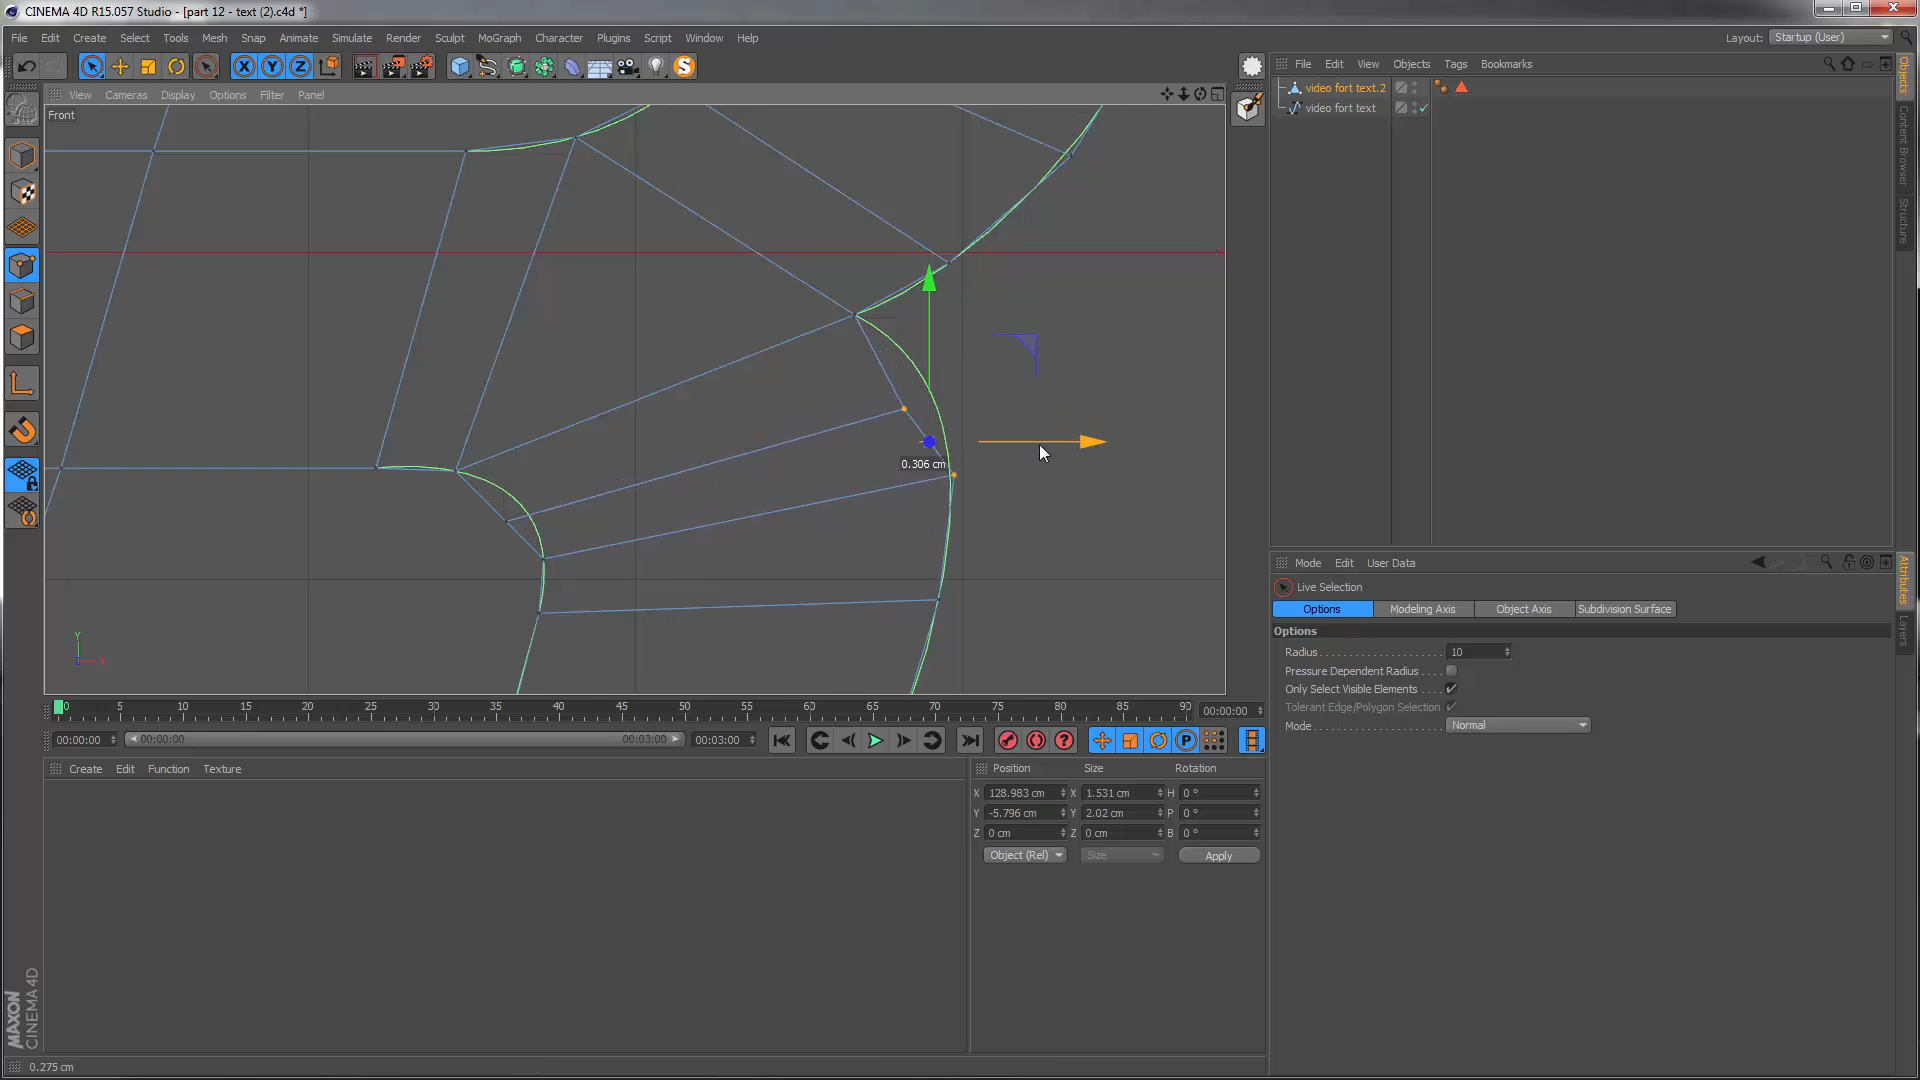 CINEMA 4D R15.057 Studio - [part 12 - text (2).c4d *]
File Edit Create Select Tools Mesh Snap Animate Simulate Render Sculpt MoGraph Character Plugins Script Window Help
Layout: Startup (User)
X Y Z
View Cameras Display Options Filter Panel
File Edit View Objects Tags Bookmarks
video fort text.2
video fort text
Objects
Content Browser
Structure
Front
0.306 cm
Y
X
Mode Edit User Data
Live Selection
Options Modeling Axis Object Axis Subdivision Surface
Options
Radius 10
Pressure Dependent Radius
Only Select Visible Elements
Tolerant Edge/Polygon Selection
Mode Normal
Attributes
Layers
0 5 10 15 20 25 30 35 40 45 50 55 60 65 70 75 80 85 90 00:00:00
00:00:00 00:00:00 00:03:00 00:03:00
Create Edit Function Texture
Position Size Rotation
X 128.983 cm X 1.531 cm H 0 °
Y -5.796 cm Y 2.02 cm P 0 °
Z 0 cm Z 0 cm B 0 °
Object (Rel) Size Apply
MAXON
CINEMA 4D
0.275 cm